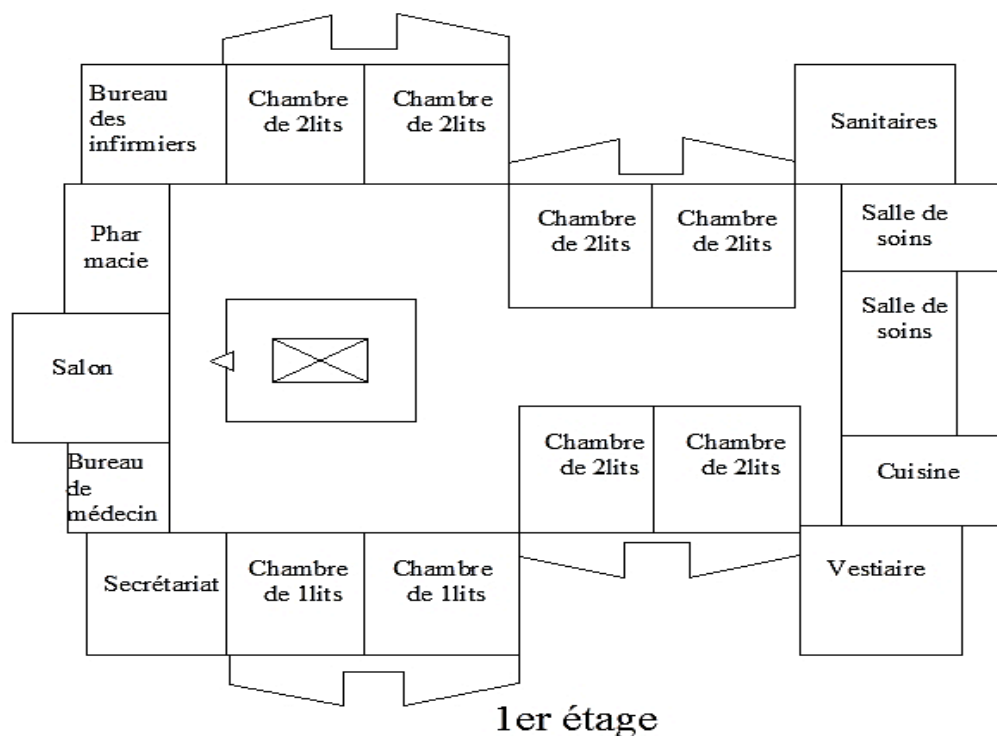 Bureau
des
infirmiers
Chambre
de 2lits
Chambre
de 2lits
Sanitaires
Phar
macie
Chambre
de 2lits
Chambre
de 2lits
Salle de
soins
Salle de
soins
Salon
Bureau
de
médecin
Chambre
de 2lits
Chambre
de 2lits
Cuisine
Secrétariat
Chambre
de 1lits
Chambre
de 1lits
Vestiaire
1er étage